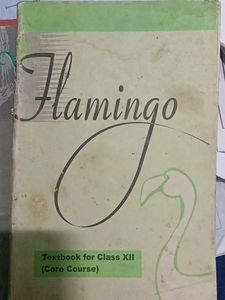 Flamingo
Textbook for Class XII
(Core Course)